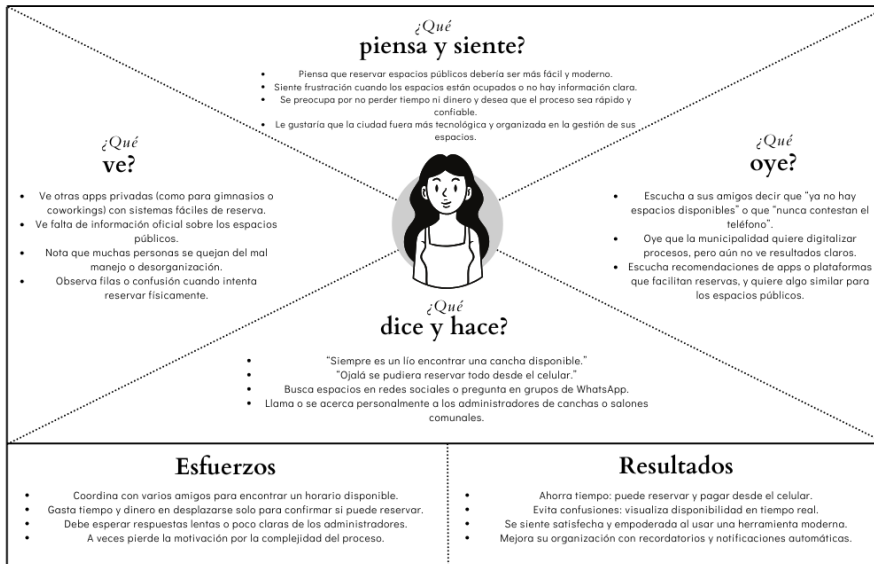 ¿Qué
piensa y siente?
• Piensa que reservar espacios públicos debería ser más fácil y moderno.
• Siente frustración cuando los espacios están ocupados o no hay información clara.
• Se preocupa por no perder tiempo ni dinero y desea que el proceso sea rápido y
confiable.
• Le gustaría que la ciudad fuera más tecnológica y organizada en la gestión de sus
espacios.
¿Qué
ve?
• Ve otras apps privadas (como para gimnasios o
coworkings) con sistemas fáciles de reserva.
• Ve falta de información oficial sobre los espacios
públicos.
• Nota que muchas personas se quejan del mal
manejo o desorganización.
• Observa filas o confusión cuando intenta
reservar físicamente.
¿Qué
oye?
• Escucha a sus amigos decir que “ya no hay
espacios disponibles” o que “nunca contestan el
teléfono”.
• Oye que la municipalidad quiere digitalizar
procesos, pero aún no ve resultados claros.
• Escucha recomendaciones de apps o plataformas
que facilitan reservas, y quiere algo similar para
los espacios públicos.
¿Qué
dice y hace?
• “Siempre es un lío encontrar una cancha disponible.”
• “Ojalá se pudiera reservar todo desde el celular.”
• Busca espacios en redes sociales o pregunta en grupos de WhatsApp.
• Llama o se acerca personalmente a los administradores de canchas o salones
comunales.
Esfuerzos
• Coordina con varios amigos para encontrar un horario disponible.
• Gasta tiempo y dinero en desplazarse solo para confirmar si puede reservar.
• Debe esperar respuestas lentas o poco claras de los administradores.
• A veces pierde la motivación por la complejidad del proceso.
Resultados
• Ahorra tiempo: puede reservar y pagar desde el celular.
• Evita confusiones: visualiza disponibilidad en tiempo real.
• Se siente satisfecha y empoderada al usar una herramienta moderna.
• Mejora su organización con recordatorios y notificaciones automáticas.